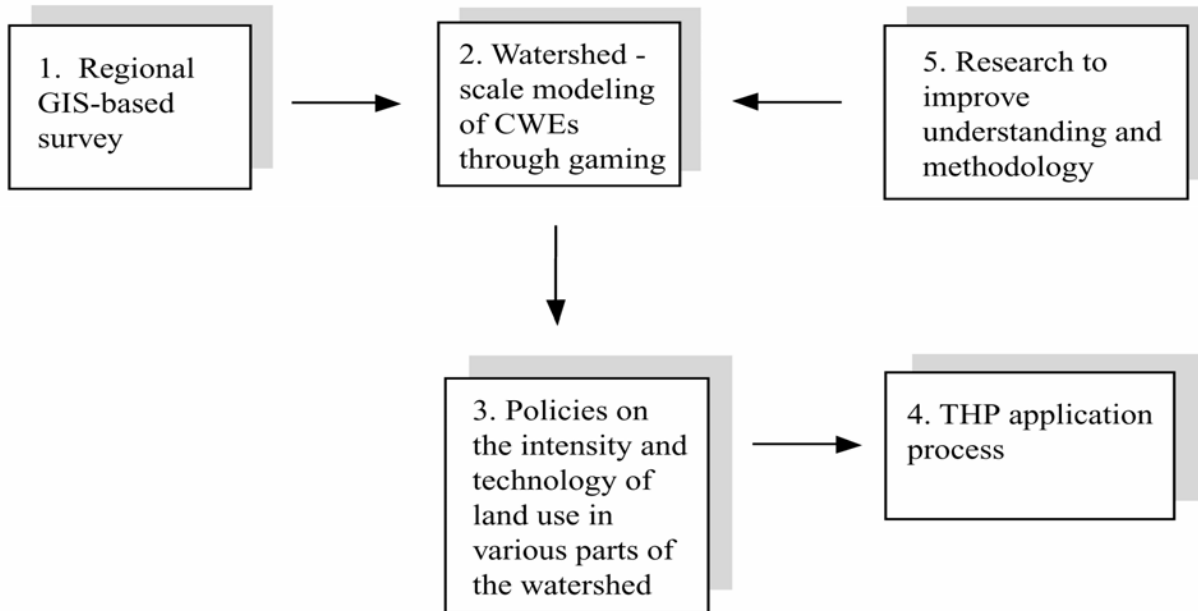 1. Regional
GIS-based
survey
2. Watershed -
scale modeling
of CWEs
through gaming
5. Research to
improve
understanding and
methodology
3. Policies on
the intensity and
technology of
land use in
various parts of
the watershed
4. THP application
process